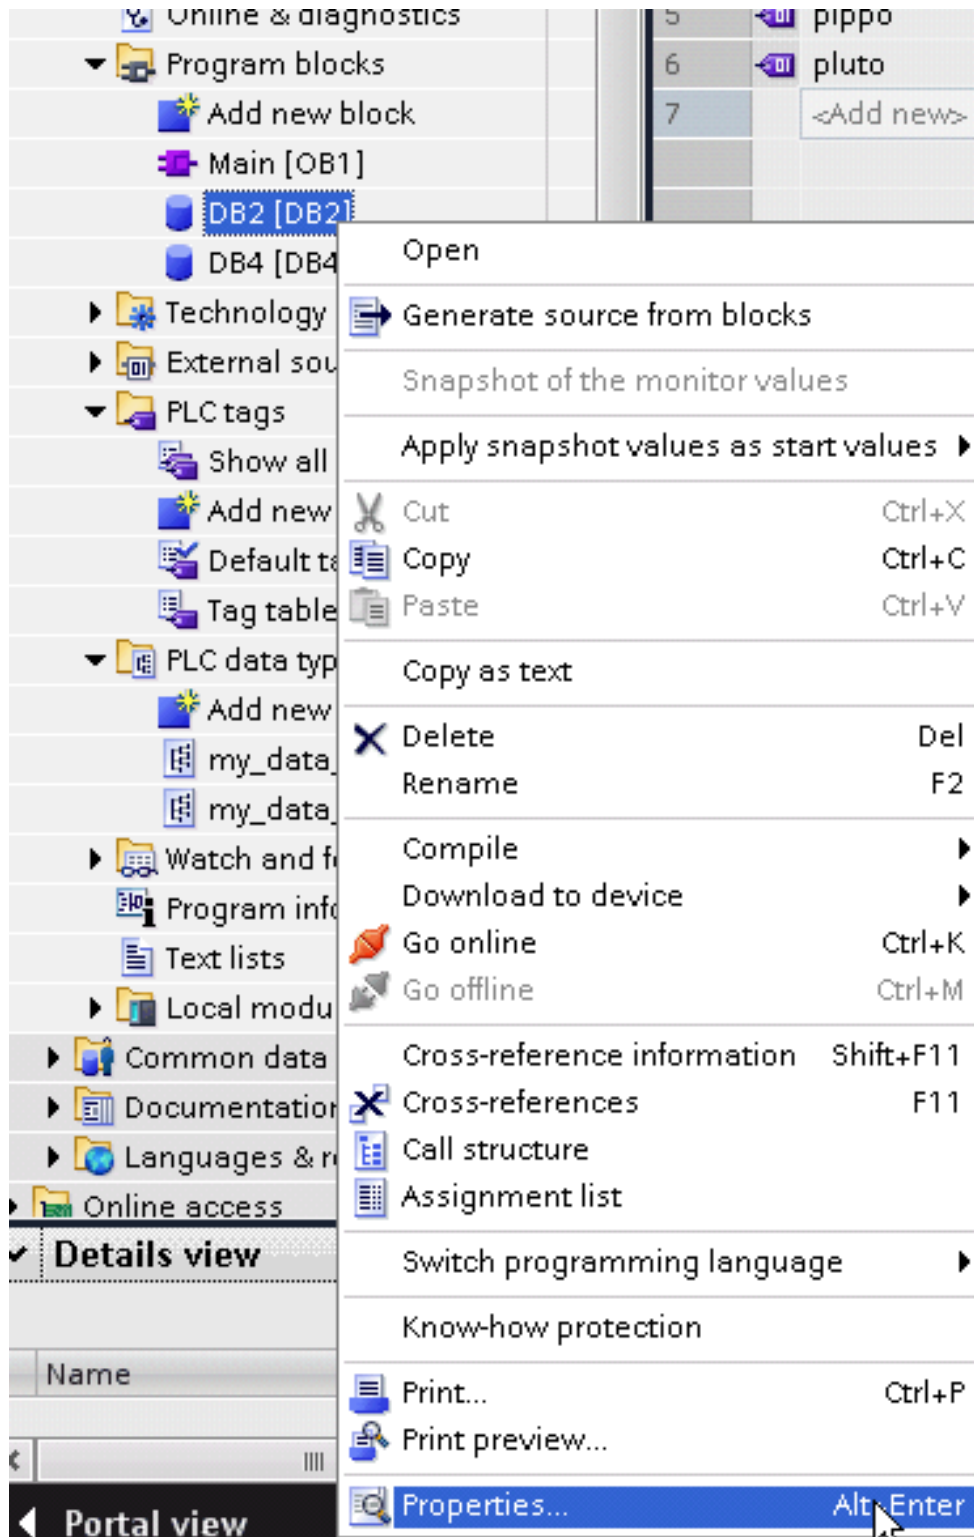 Online & diagnostics
5 pippo
Program blocks
6 pluto
Add new block
7 <Add new>
Main [OB1]
DB2 [DB2]
DB4 [DB4
Technology
External sou
PLC tags
Show all
Add new
Default ta
Tag table
PLC data typ
Add new
my_data_
my_data_
Watch and fo
Program info
Text lists
Local modu
Common data
Documentation
Languages & re
Online access
Open
Generate source from blocks
Snapshot of the monitor values
Apply snapshot values as start values
Cut Ctrl+X
Copy Ctrl+C
Paste Ctrl+V
Copy as text
Delete Del
Rename F2
Compile
Download to device
Go online Ctrl+K
Go offline Ctrl+M
Cross-reference information Shift+F11
Cross-references F11
Call structure
Assignment list
Switch programming language
Know-how protection
Print... Ctrl+P
Print preview...
Properties... Alt+Enter
Details view
Name
Portal view